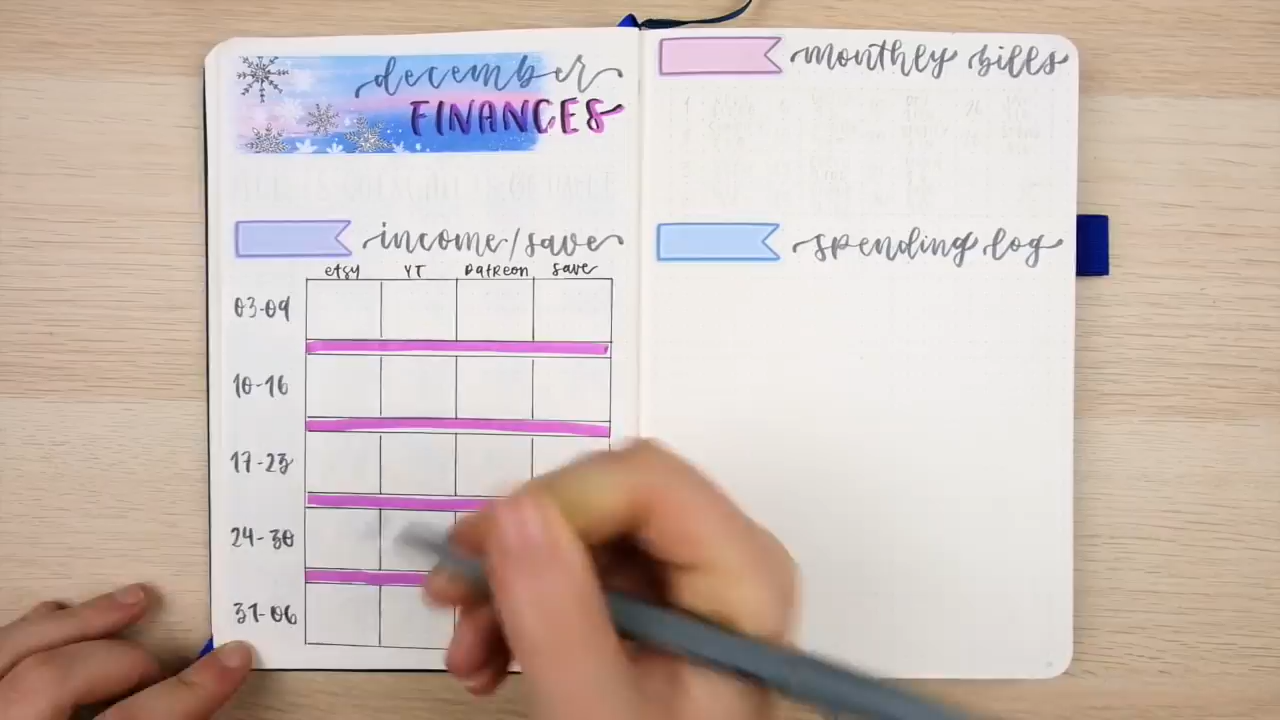 december
FINANCES
income/save
etsy YT Patreon save
03-09
10-16
17-23
24-30
31-06
monthly bills
spending log